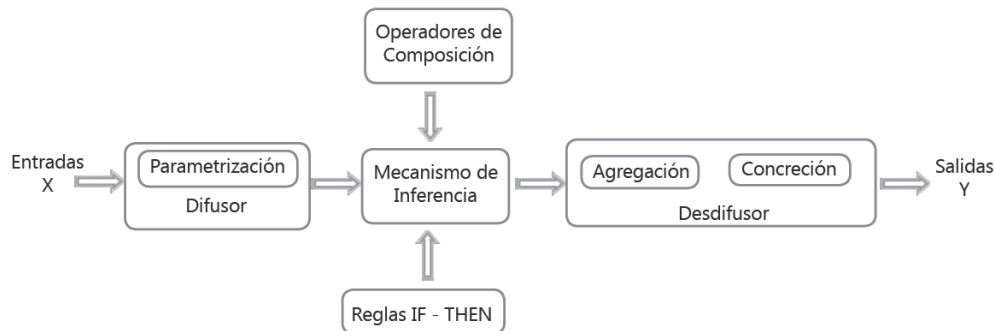 Operadores de
Composición
Entradas
X
Parametrización
Difusor
Mecanismo de
Inferencia
Agregación
Concreción
Desdifusor
Salidas
Y
Reglas IF - THEN